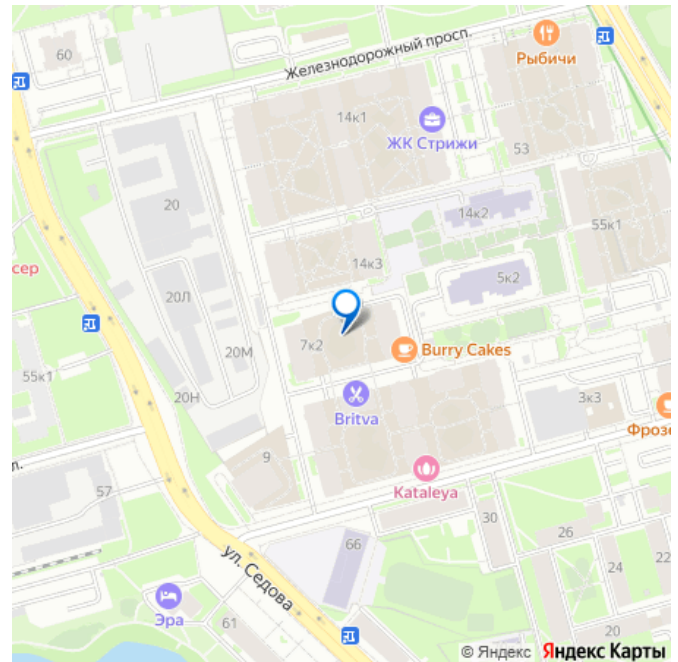 60
Железнодорожный просп.
Рыбичи
14к1
ЖК Стрижи
53
20
14к2
55к1
14к3
сер
5к2
20Л
7к2
20М
Burry Cakes
55к1
20Н
Britva
3к3
Фроз
9
57
Kataleya
30
26
66
24
22
ул. Седова
Эра
61
20
© Яндекс Яндекс Карты